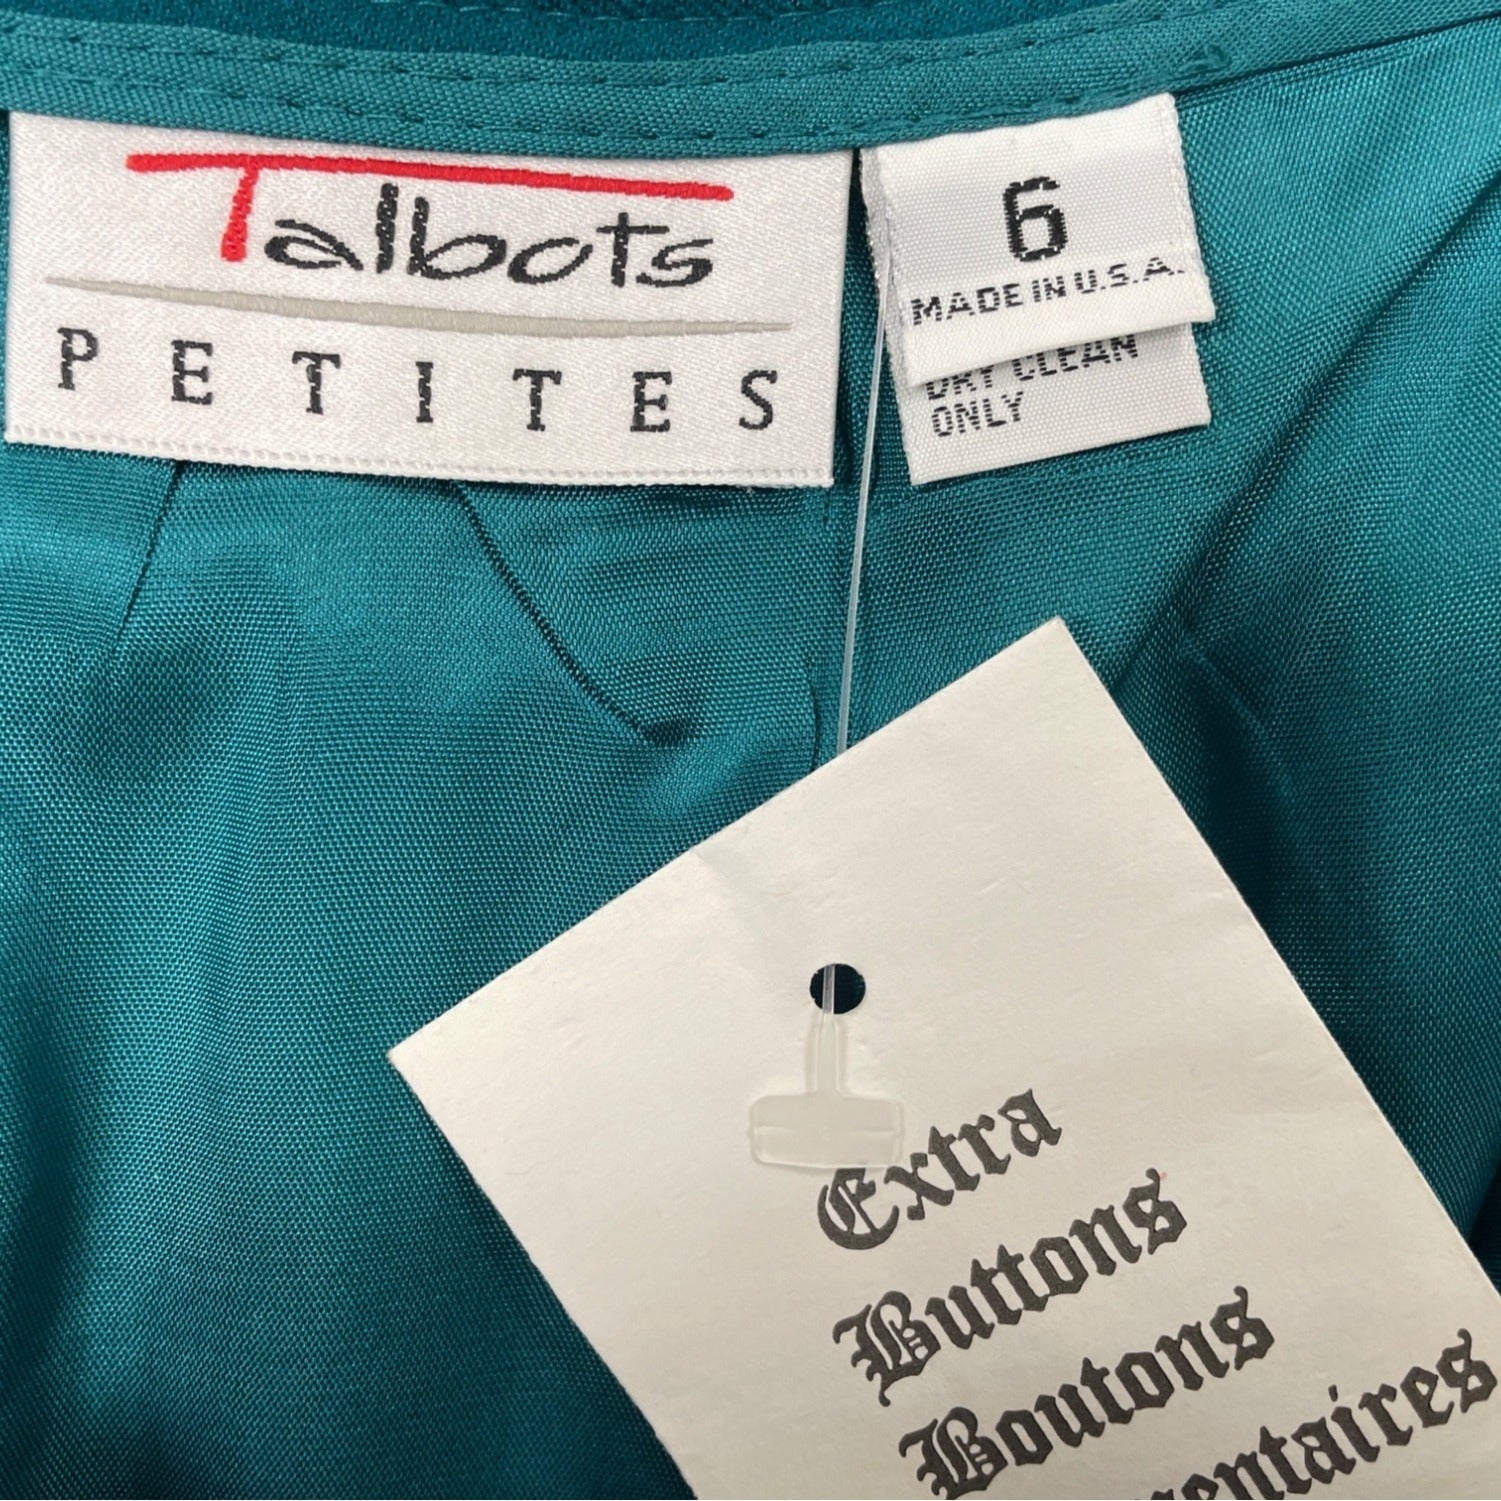 Talbots
PETITES
6
MADE IN U.S.A.
DRY CLEAN
ONLY
Extra
Buttons
Boutons